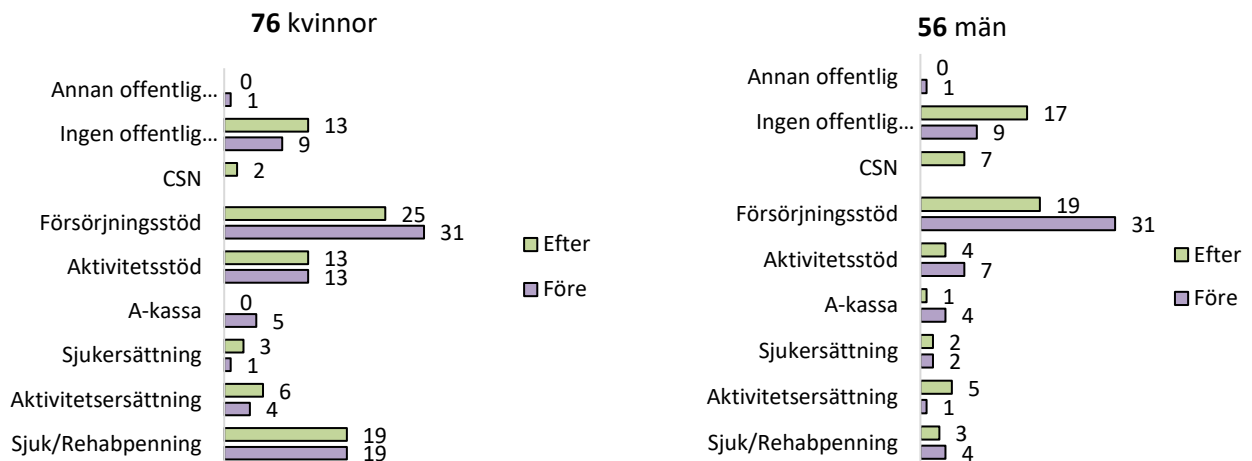 76 kvinnor
Annan offentlig... 0
1
Ingen offentlig... 13
9
CSN 2
Försörjningsstöd 25
31
Aktivitetsstöd 13
13
A-kassa 0
5
Sjukersättning 3
1
Aktivitetsersättning 6
4
Sjuk/Rehabpenning 19
19
Efter
Före
56 män
Annan offentlig 0
1
Ingen offentlig... 17
9
CSN 7
Försörjningsstöd 19
31
Aktivitetsstöd 4
7
A-kassa 1
4
Sjukersättning 2
2
Aktivitetsersättning 5
1
Sjuk/Rehabpenning 3
4
Efter
Före